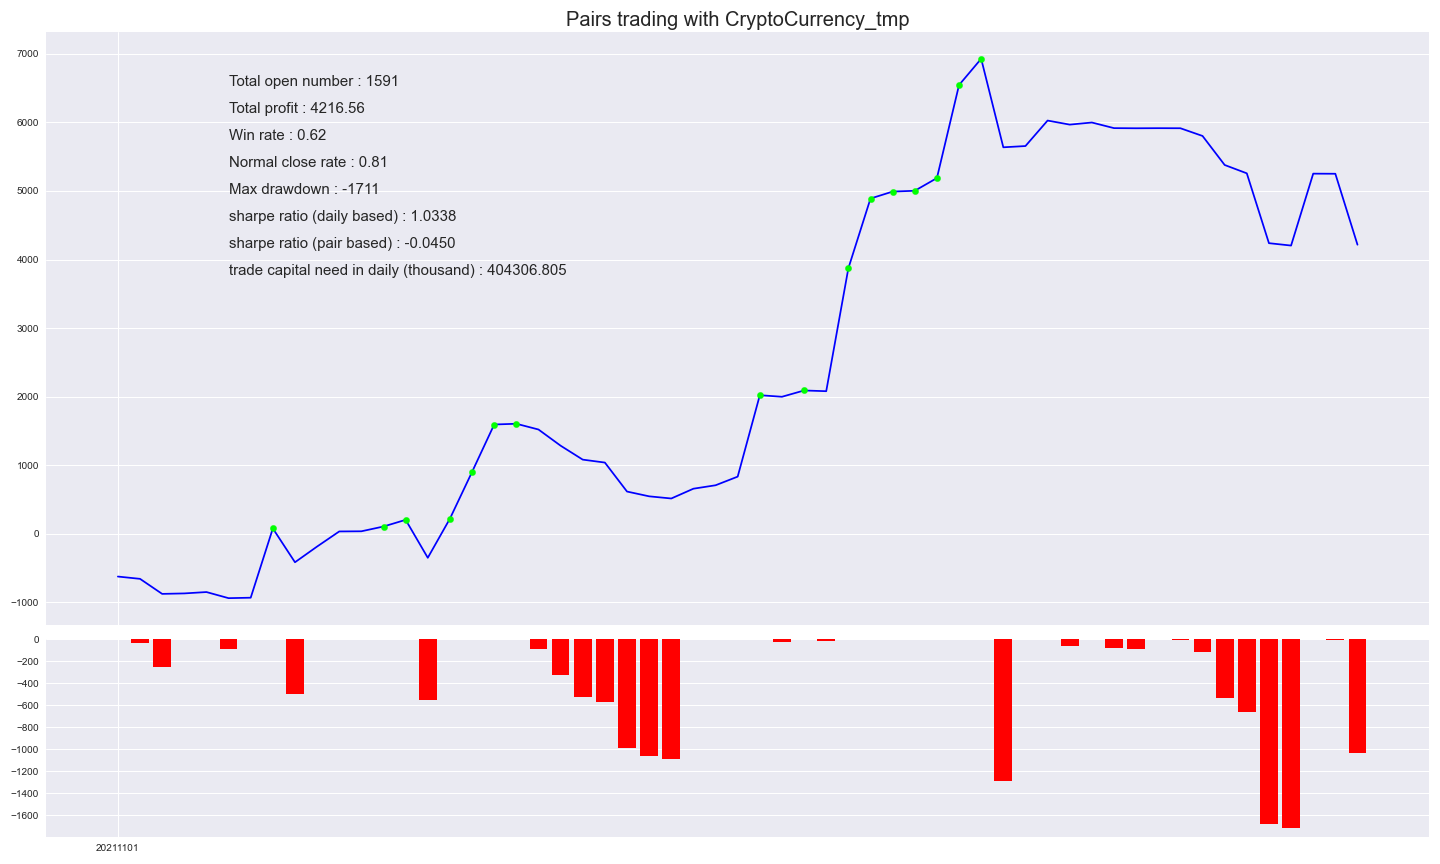 Pairs trading with CryptoCurrency_tmp
7000
6000
5000
4000
3000
2000
1000
0
−1000
Total open number : 1591
Total profit : 4216.56
Win rate : 0.62
Normal close rate : 0.81
Max drawdown : -1711
sharpe ratio (daily based) : 1.0338
sharpe ratio (pair based) : -0.0450
trade capital need in daily (thousand) : 404306.805
0
−200
−400
−600
−800
−1000
−1200
−1400
−1600
20211101